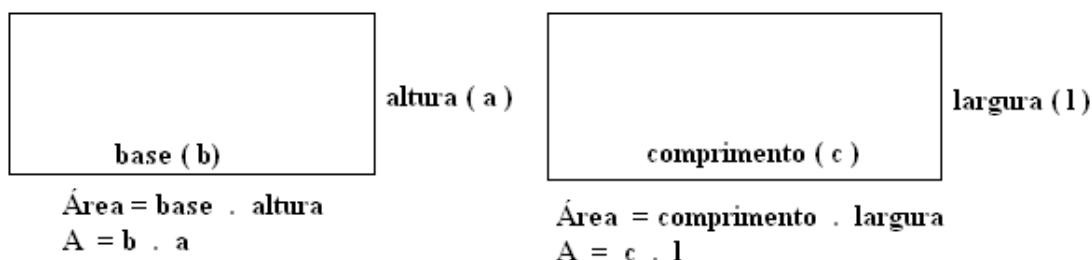 altura ( a )
base ( b)
Área = base . altura
A = b . a
largura ( l )
comprimento ( c )
Área = comprimento . largura
A = c . l